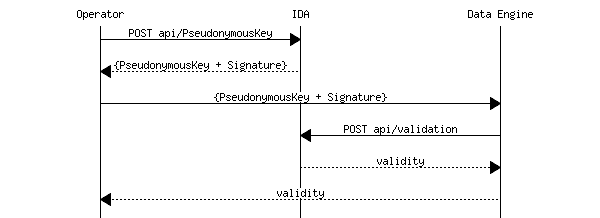 Operator IDA Data Engine
POST api/PseudonymousKey
{PseudonymousKey + Signature}
{PseudonymousKey + Signature}
POST api/validation
validity
validity